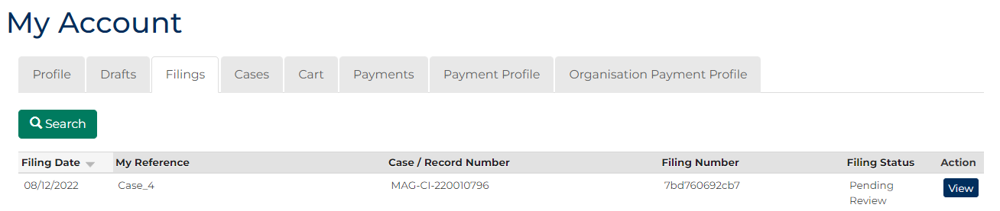 My Account
Profile Drafts Filings Cases Cart Payments Payment Profile Organisation Payment Profile
Search
Filing Date My Reference Case / Record Number Filing Number Filing Status Action
08/12/2022 Case_4 MAG-CI-220010796 7bd760692cb7 Pending View
Review